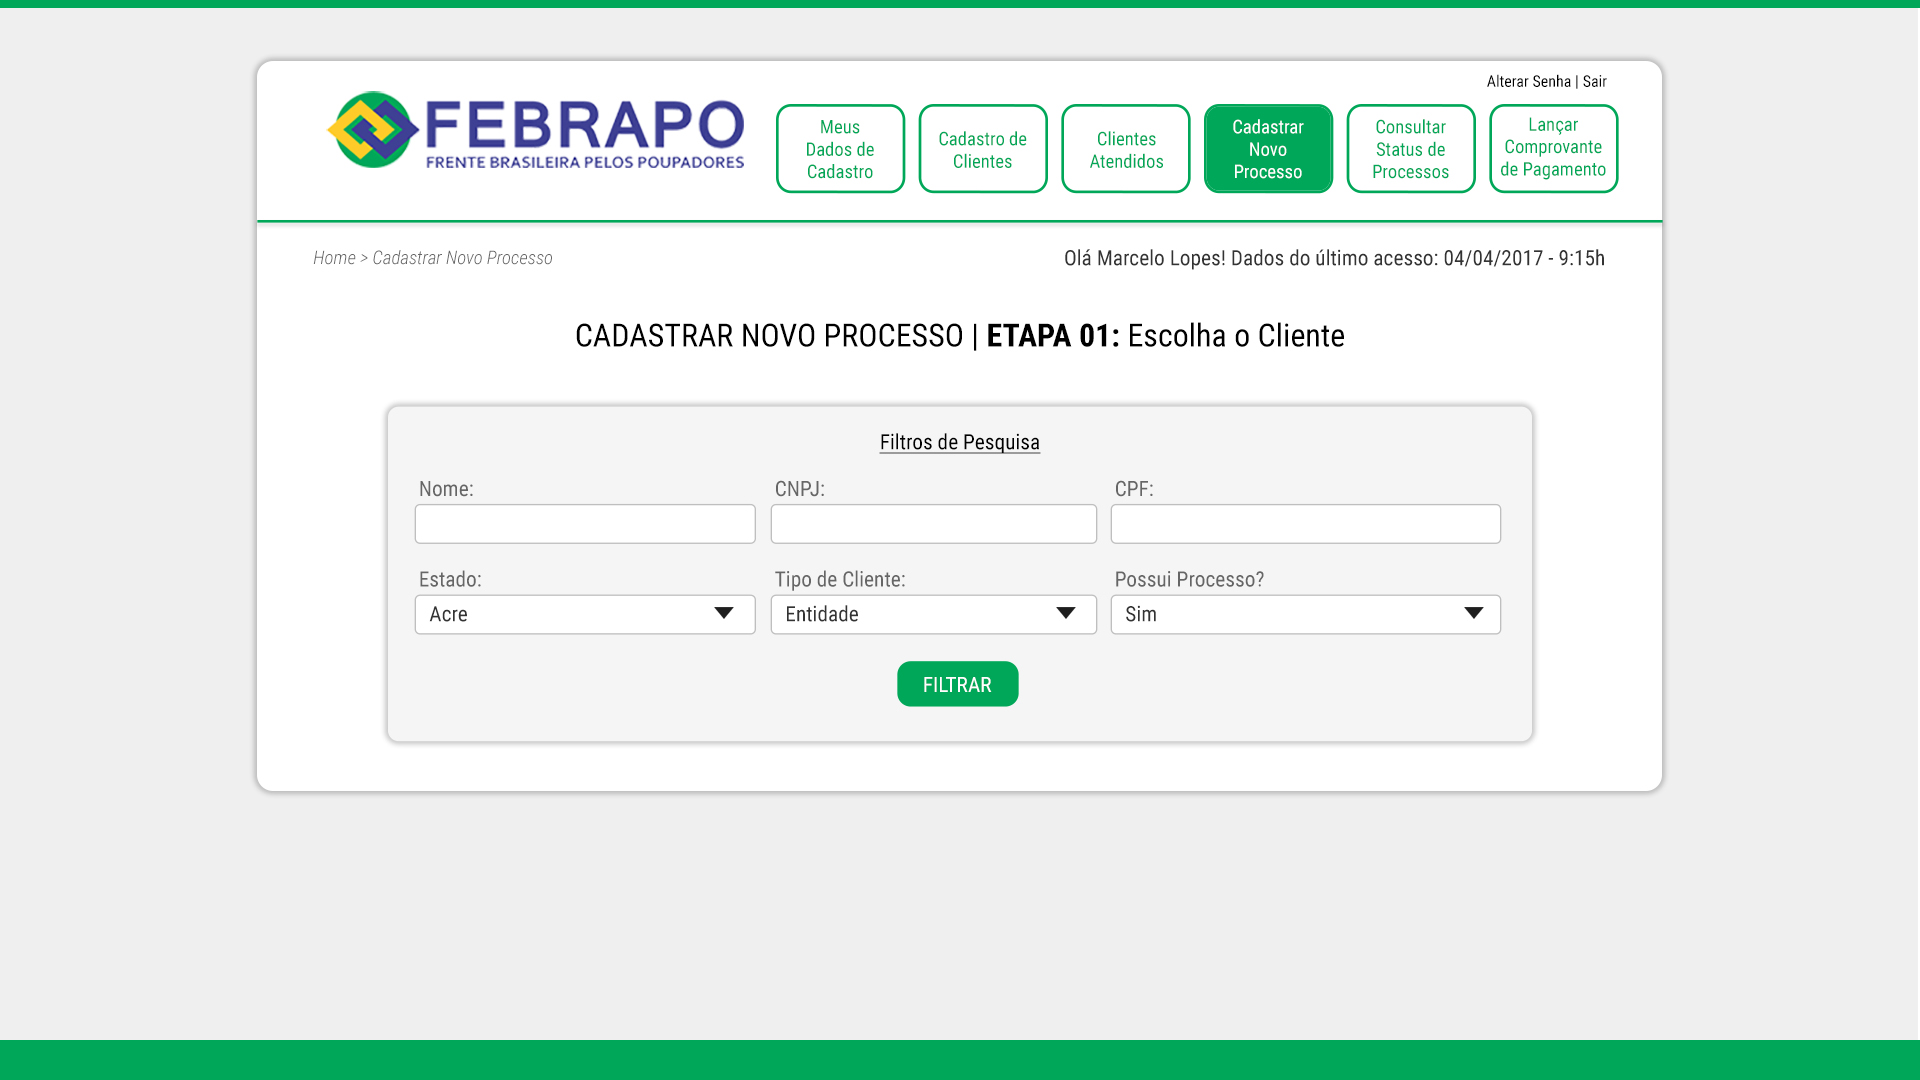 Alterar Senha | Sair
FEBRAPO
FRENTE BRASILEIRA PELOS POUPADORES
Meus
Dados de
Cadastro
Cadastro de
Clientes
Clientes
Atendidos
Cadastrar
Novo
Processo
Consultar
Status de
Processos
Lançar
Comprovante
de Pagamento
Home > Cadastrar Novo Processo
Olá Marcelo Lopes! Dados do último acesso: 04/04/2017 - 9:15h
CADASTRAR NOVO PROCESSO | ETAPA 01: Escolha o Cliente
Filtros de Pesquisa
Nome:
CNPJ:
CPF:
Estado:
Tipo de Cliente:
Possui Processo?
Acre
Entidade
Sim
FILTRAR